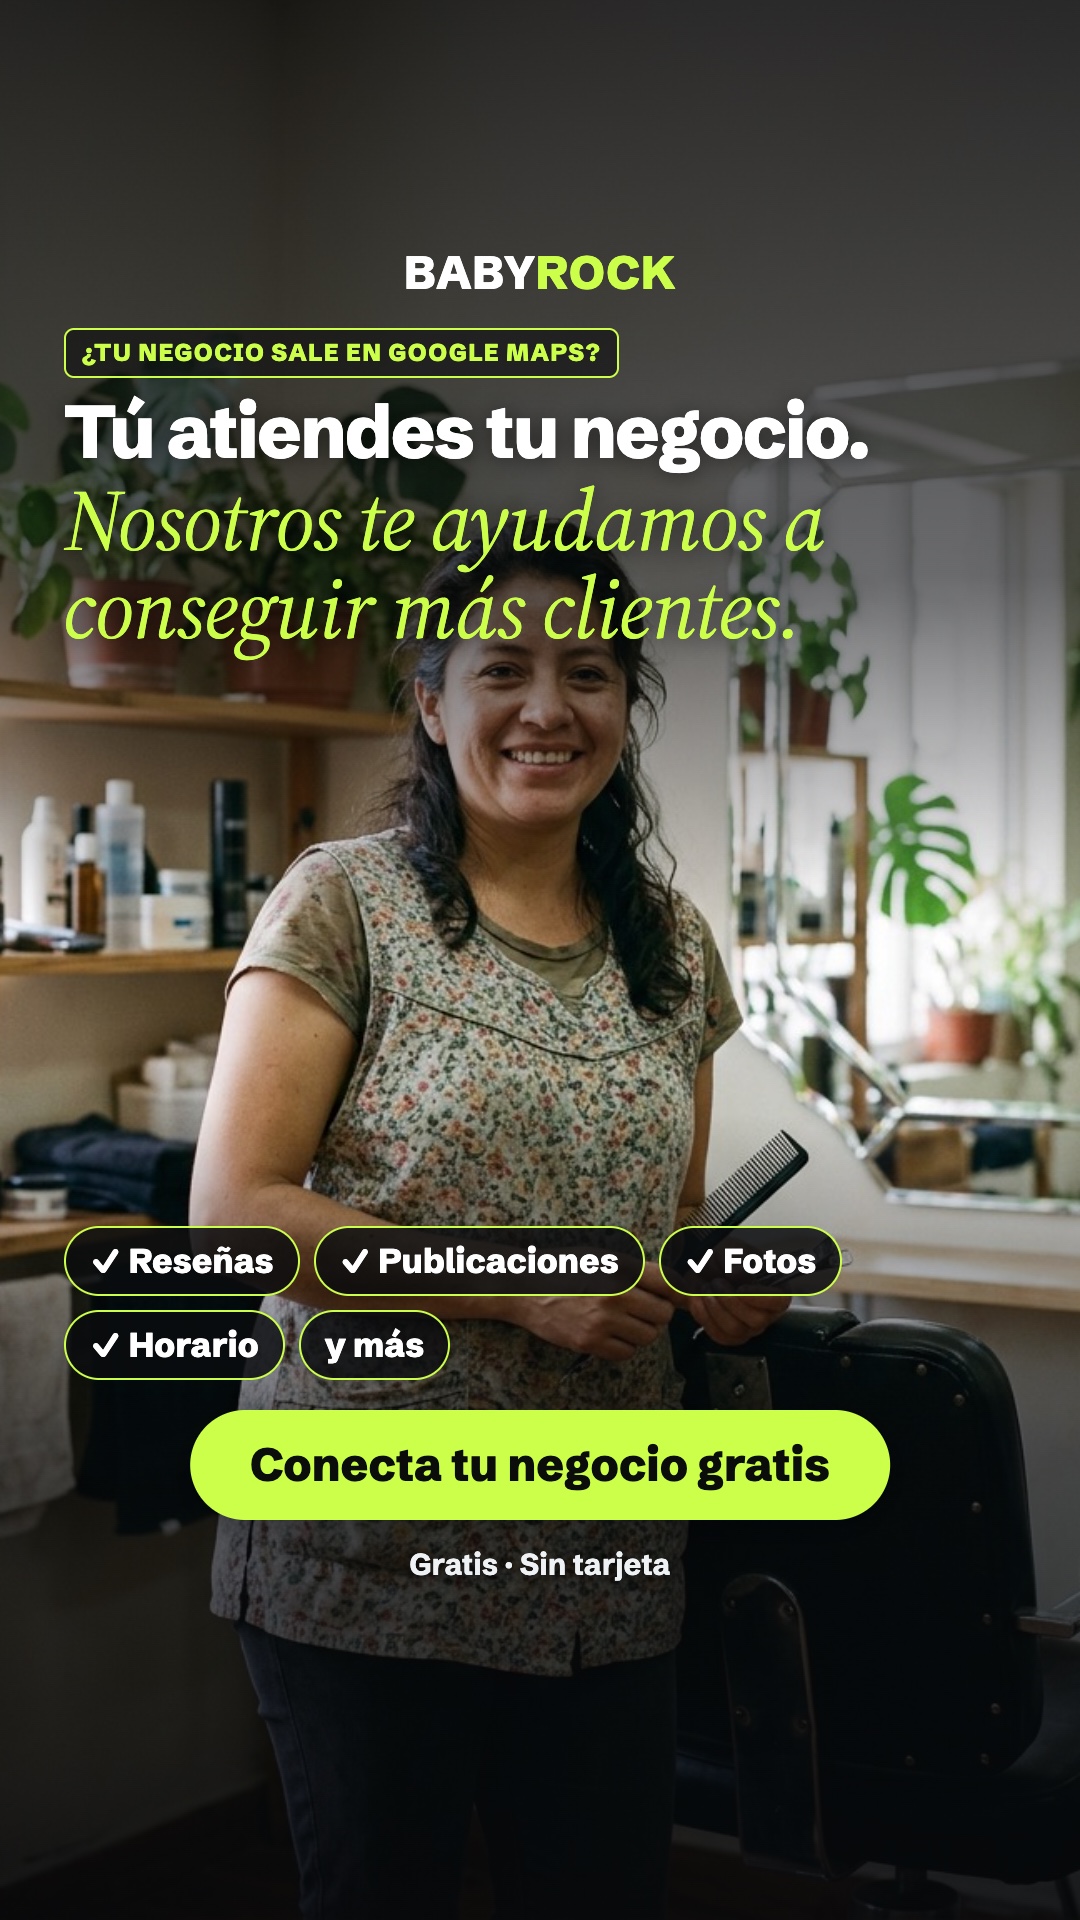 BABYROCK
¿TU NEGOCIO SALE EN GOOGLE MAPS?
Tú atiendes tu negocio.
Nosotros te ayudamos a
conseguir más clientes.
✓ Reseñas ✓ Publicaciones ✓ Fotos
✓ Horario y más
Conecta tu negocio gratis
Gratis · Sin tarjeta